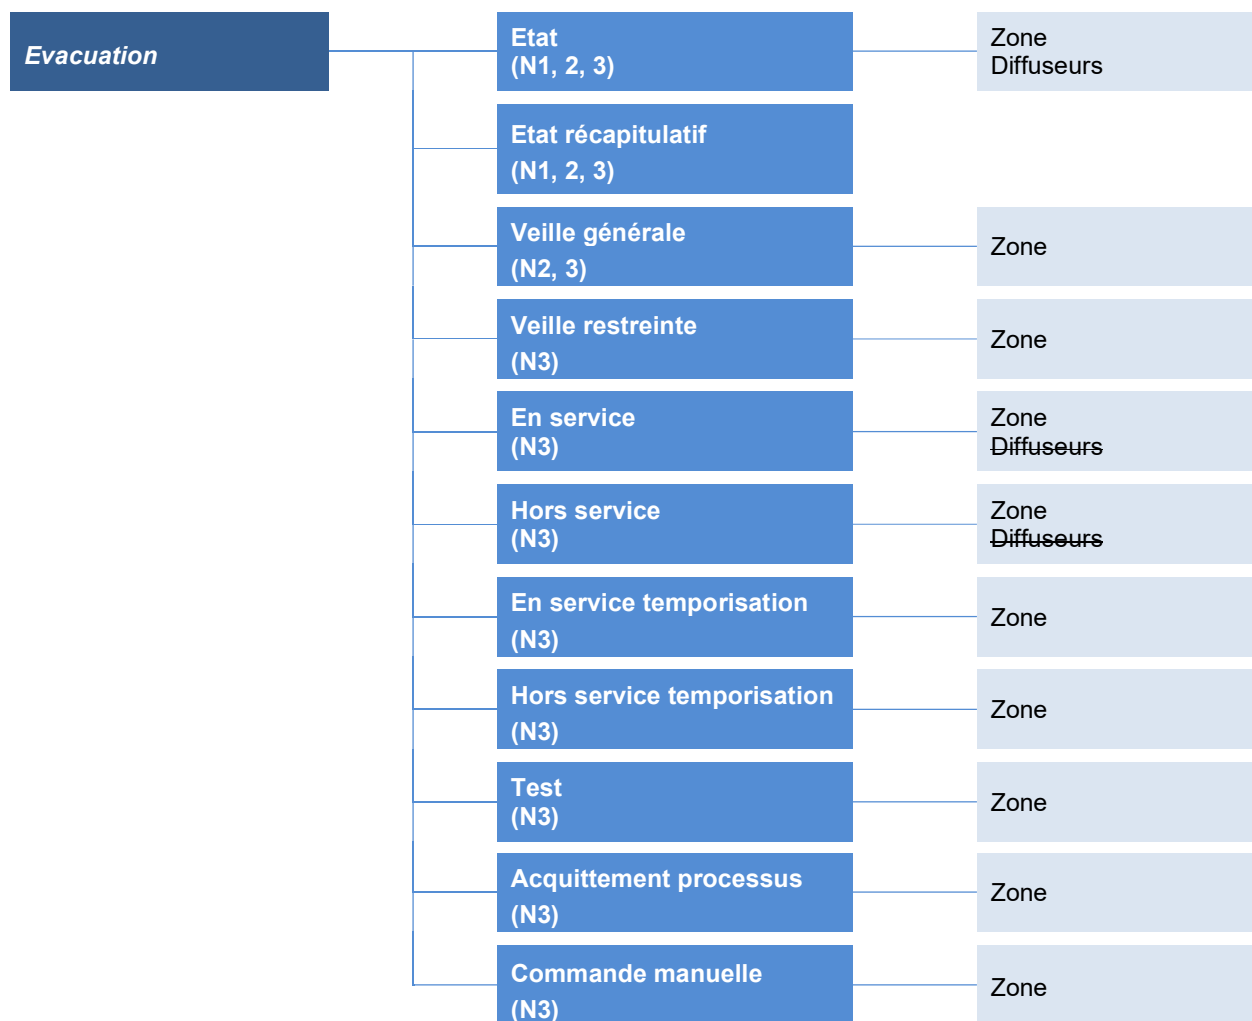 Evacuation
Etat
(N1, 2, 3)
Zone
Diffuseurs
Etat récapitulatif
(N1, 2, 3)
Veille générale
(N2, 3)
Zone
Veille restreinte
(N3)
Zone
En service
(N3)
Zone
Diffuseurs
Hors service
(N3)
Zone
Diffuseurs
En service temporisation
(N3)
Zone
Hors service temporisation
(N3)
Zone
Test
(N3)
Zone
Acquittement processus
(N3)
Zone
Commande manuelle
(N3)
Zone